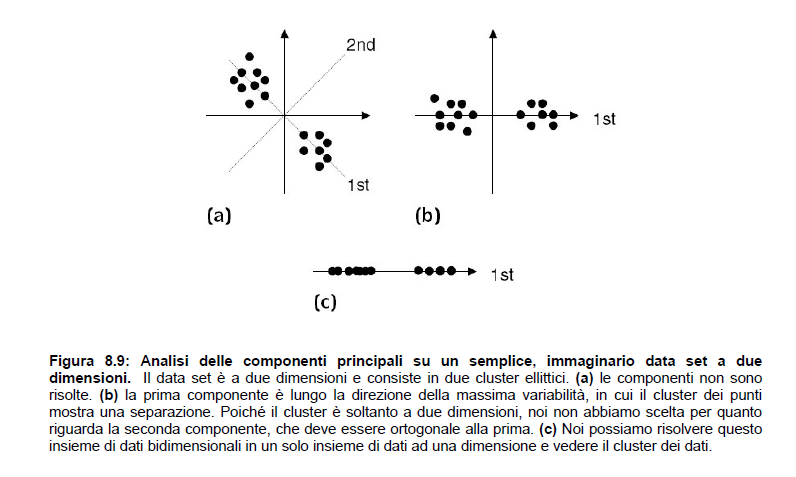 2nd
1st
(a)
1st
(b)
1st
(c)
Figura 8.9: Analisi delle componenti principali su un semplice, immaginario data set a due
dimensioni. Il data set è a due dimensioni e consiste in due cluster ellittici. (a) le componenti non sono
risolte. (b) la prima componente è lungo la direzione della massima variabilità, in cui il cluster dei punti
mostra una separazione. Poiché il cluster è soltanto a due dimensioni, noi non abbiamo scelta per quanto
riguarda la seconda componente, che deve essere ortogonale alla prima. (c) Noi possiamo risolvere questo
insieme di dati bidimensionali in un solo insieme di dati ad una dimensione e vedere il cluster dei dati.